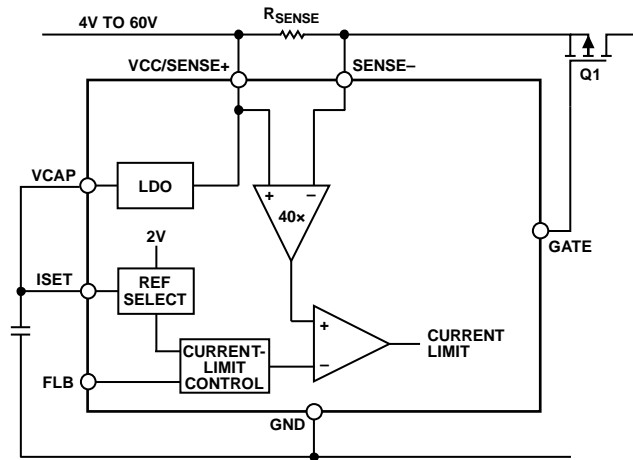 4V TO 60V
RSENSE
VCC/SENSE+
SENSE–
Q1
VCAP
LDO
+
–
40×
GATE
2V
ISET
REF
SELECT
+
–
CURRENT
LIMIT
CURRENT-
LIMIT
CONTROL
FLB
GND